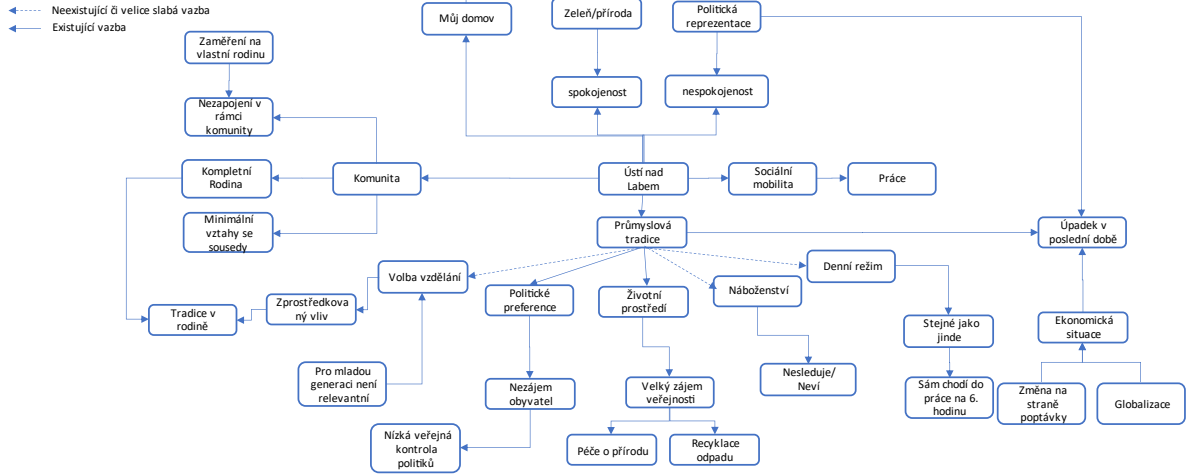 Neexistující či velice slabá vazba
Existující vazba
Můj domov
Zeleň/příroda
Politická
reprezentace
Zaměření na
vlastní rodinu
spokojenost
nespokojenost
Nezapojení v
rámci
komunity
Kompletní
Rodina
Komunita
Ústí nad
Labem
Sociální
mobilita
Práce
Minimální
vztahy se
sousedy
Průmyslová
tradice
Úpadek v
poslední době
Volba vzdělání
Denní režim
Politické
preference
Životní
prostředí
Náboženství
Tradice v
rodině
Zprostředkova
ný vliv
Stejné jako
jinde
Ekonomická
situace
Pro mladou
generaci není
relevantní
Nezájem
obyvatel
Velký zájem
veřejnosti
Nesleduje/
Neví
Sám chodí do
práce na 6.
hodinu
Změna na
straně
poptávky
Globalizace
Nízká veřejná
kontrola
politiků
Péče o přírodu
Recyklace
odpadu